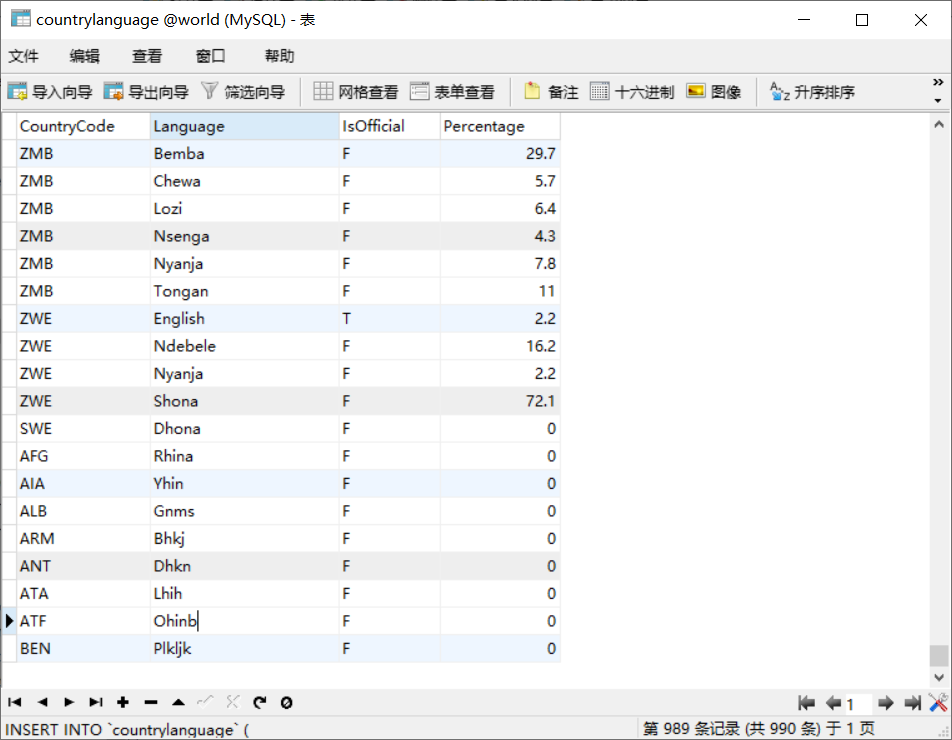 countrylanguage @world (MySQL) - 表
文件 编辑 查看 窗口 帮助
导入向导 导出向导 筛选向导 网格查看 表单查看 备注 十六进制 图像 升序排序
CountryCode Language IsOfficial Percentage
ZMB Bemba F 29.7
ZMB Chewa F 5.7
ZMB Lozi F 6.4
ZMB Nsenga F 4.3
ZMB Nyanja F 7.8
ZMB Tongan F 11
ZWE English T 2.2
ZWE Ndebele F 16.2
ZWE Nyanja F 2.2
ZWE Shona F 72.1
SWE Dhona F 0
AFG Rhina F 0
AIA Yhin F 0
ALB Gnms F 0
ARM Bhkj F 0
ANT Dhkn F 0
ATA Lhih F 0
ATF Ohinb F 0
BEN Plkljk F 0
1
INSERT INTO `countrylanguage` ( 第 989 条记录 (共 990 条) 于 1 页